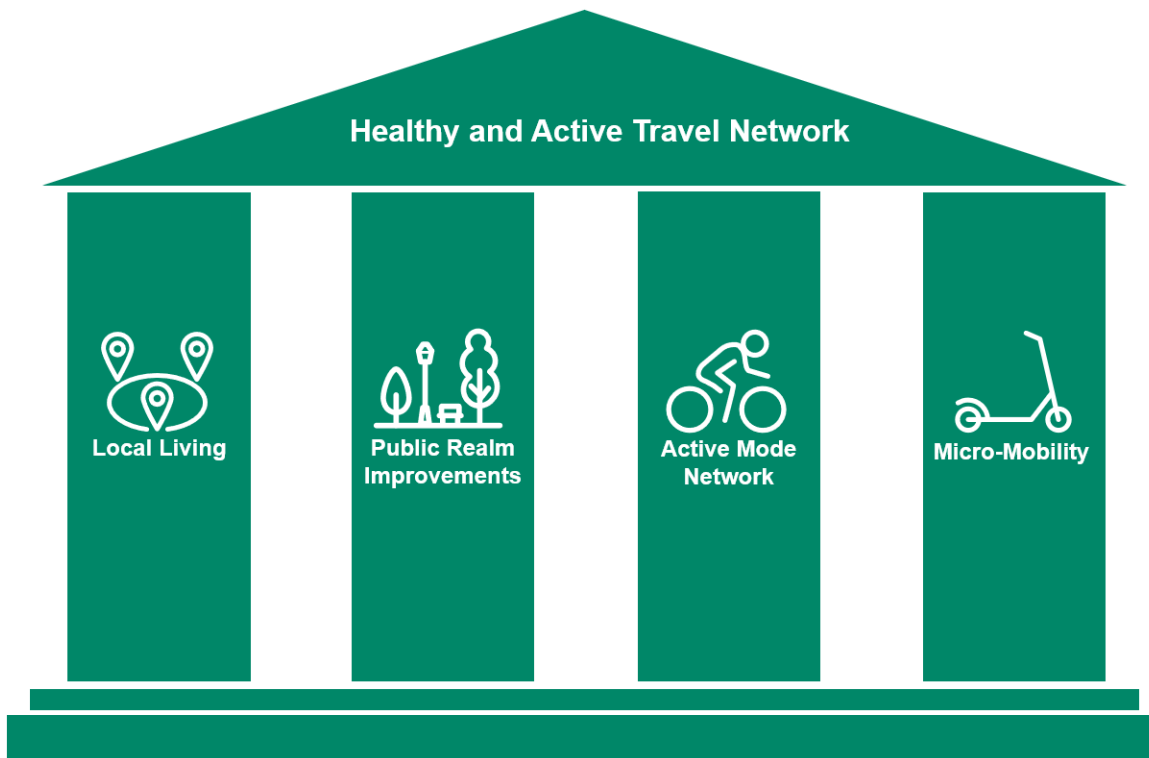 Healthy and Active Travel Network
Local Living
Public Realm
Improvements
Active Mode
Network
Micro-Mobility